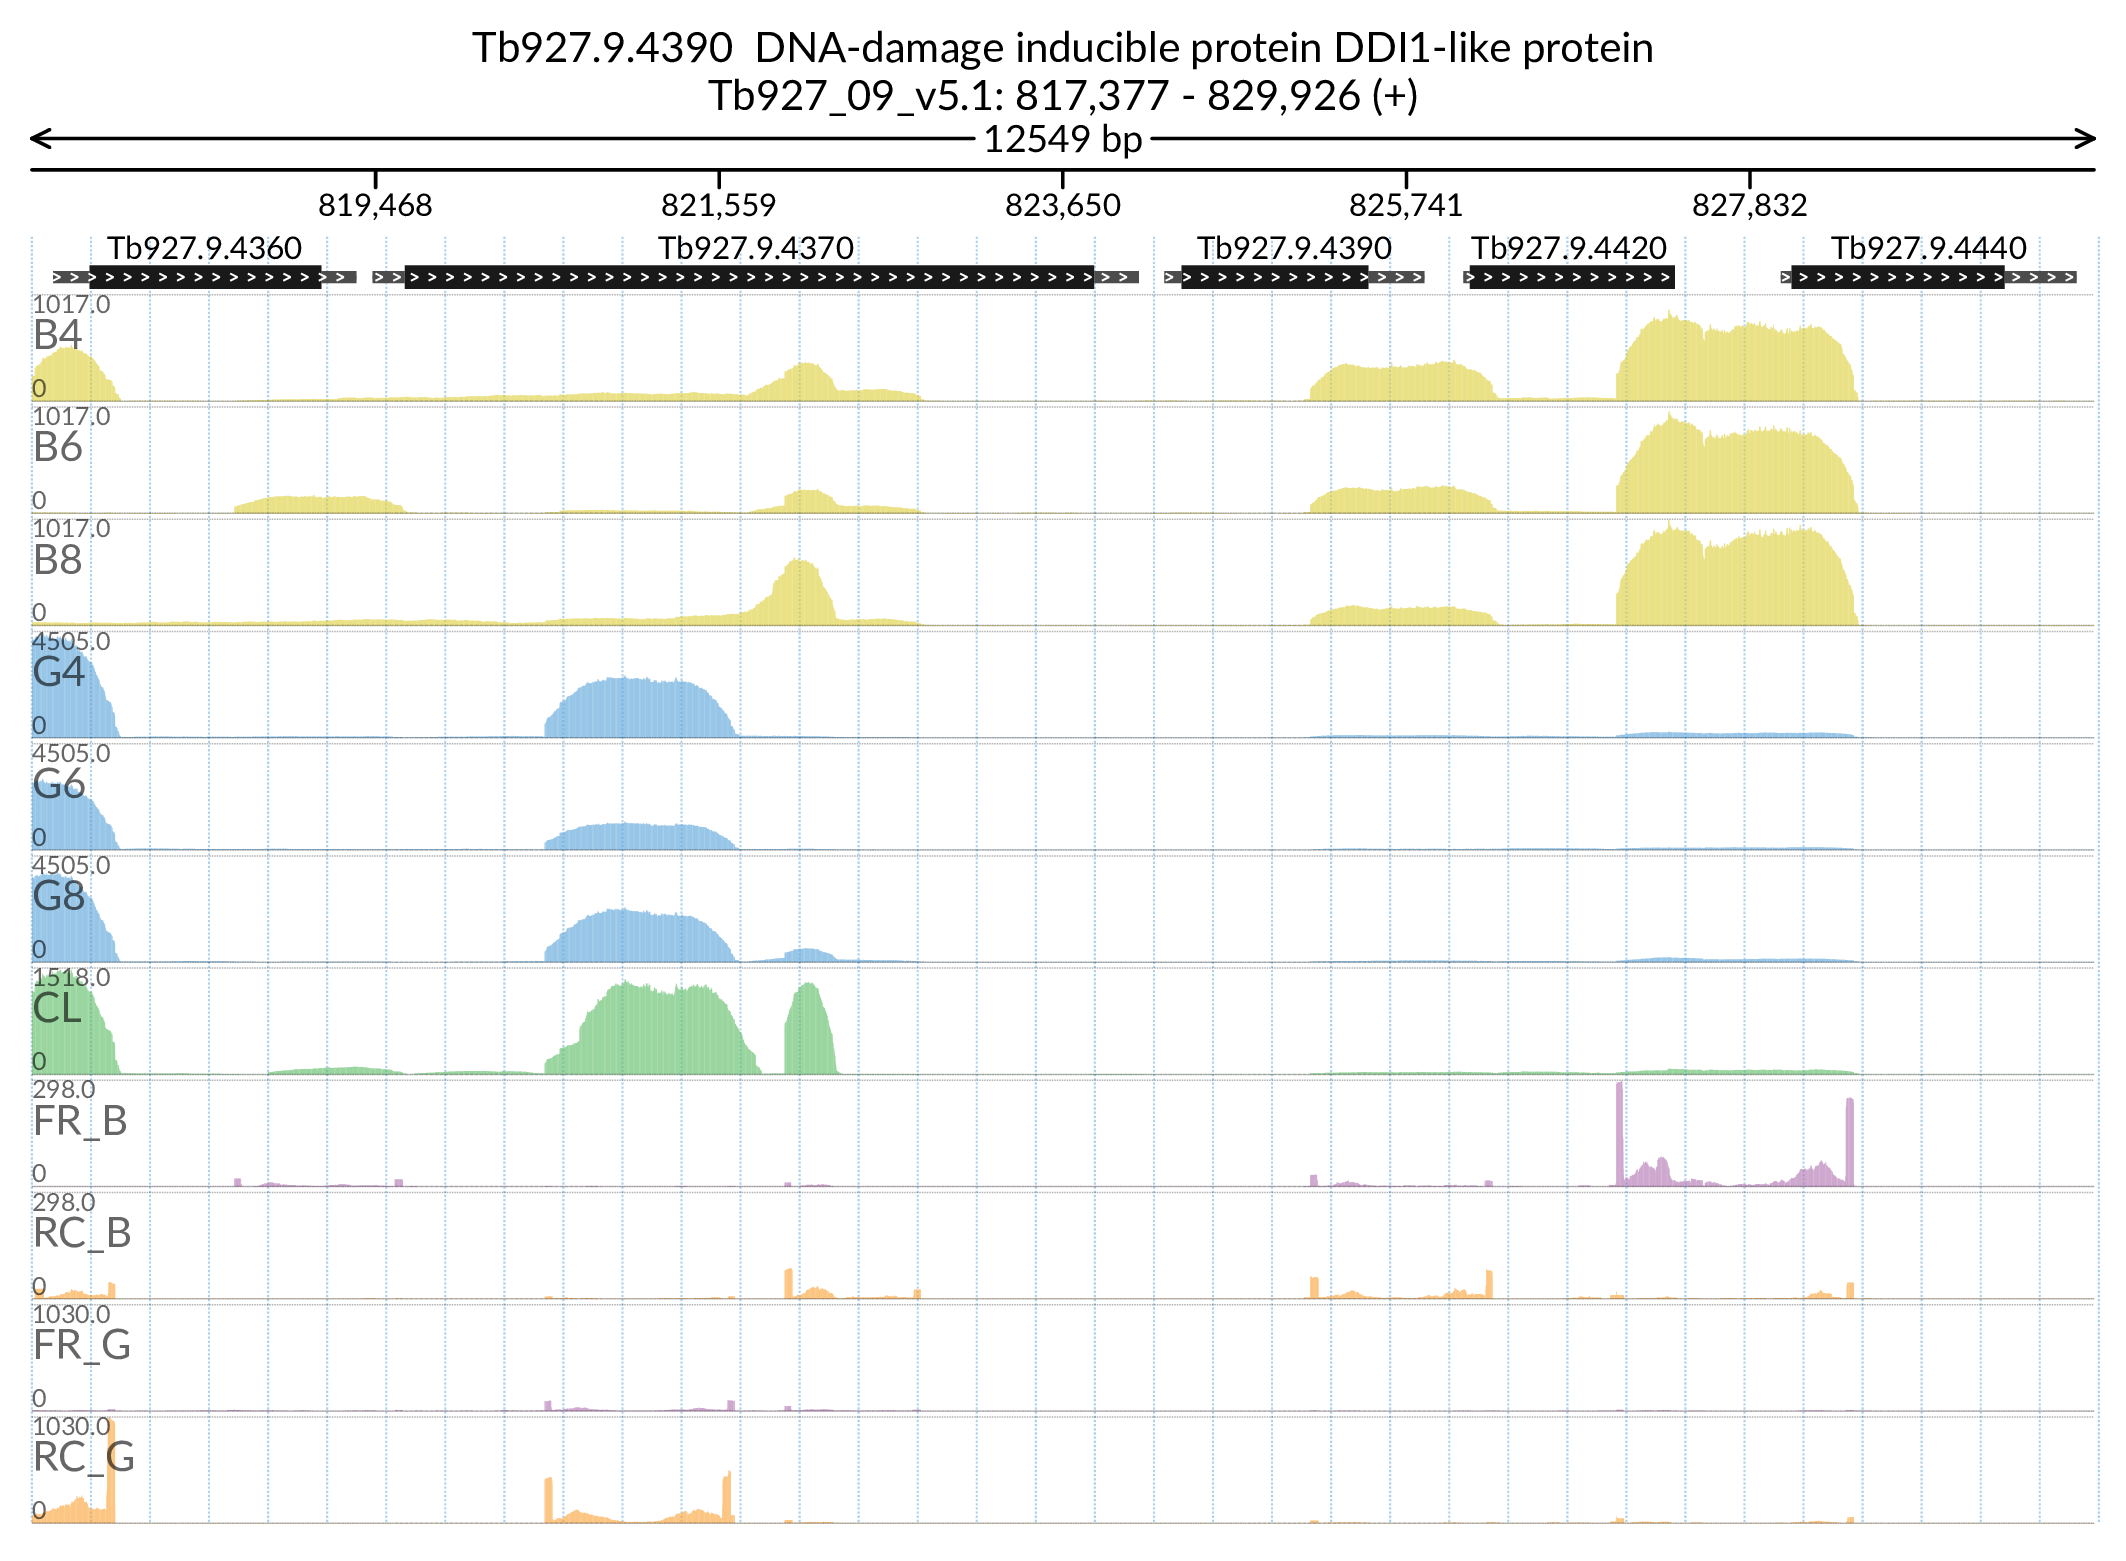 Tb927.9.4390  DNA-damage inducible protein DDI1-like protein
Tb927_09_v5.1: 817,377 - 829,926 (+)
12549 bp
819,468 821,559 823,650 825,741 827,832
Tb927.9.4360 Tb927.9.4370 Tb927.9.4390 Tb927.9.4420 Tb927.9.4440
1017.0
B4
0
1017.0
B6
0
1017.0
B8
0
4505.0
G4
0
4505.0
G6
0
4505.0
G8
0
1518.0
CL
0
298.0
FR_B
0
298.0
RC_B
0
1030.0
FR_G
0
1030.0
RC_G
0